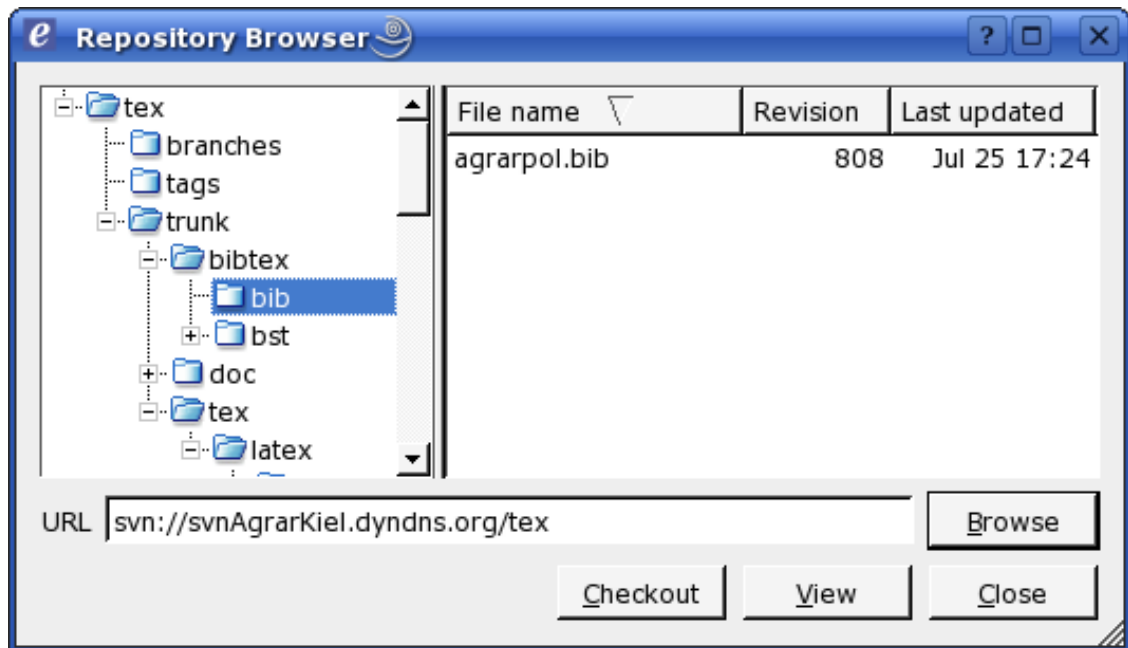 e Repository Browser ?
tex
branches
tags
trunk
bibtex
bib
bst
doc
tex
latex
File name Revision Last updated
agrarpol.bib 808 Jul 25 17:24
URL svn://svnAgrarKiel.dyndns.org/tex Browse
Checkout View Close